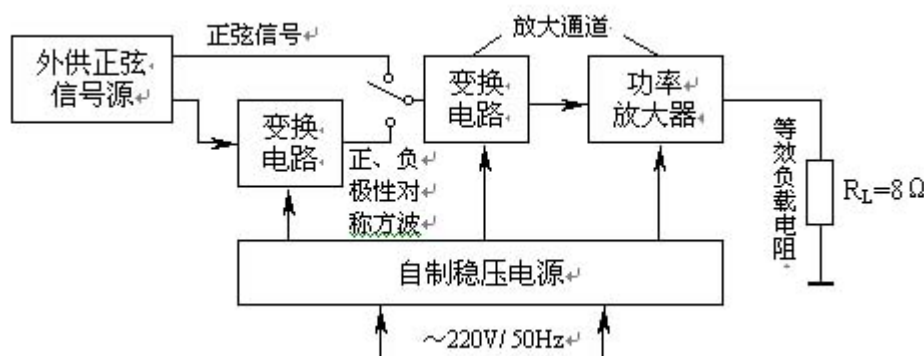 正弦信号
放大通道
外供正弦
信号源
变换
电路
功率
放大器
变换
电路
正、负
极性对
称方波
等效负载电阻
R_L=8Ω
自制稳压电源
～220V/50Hz